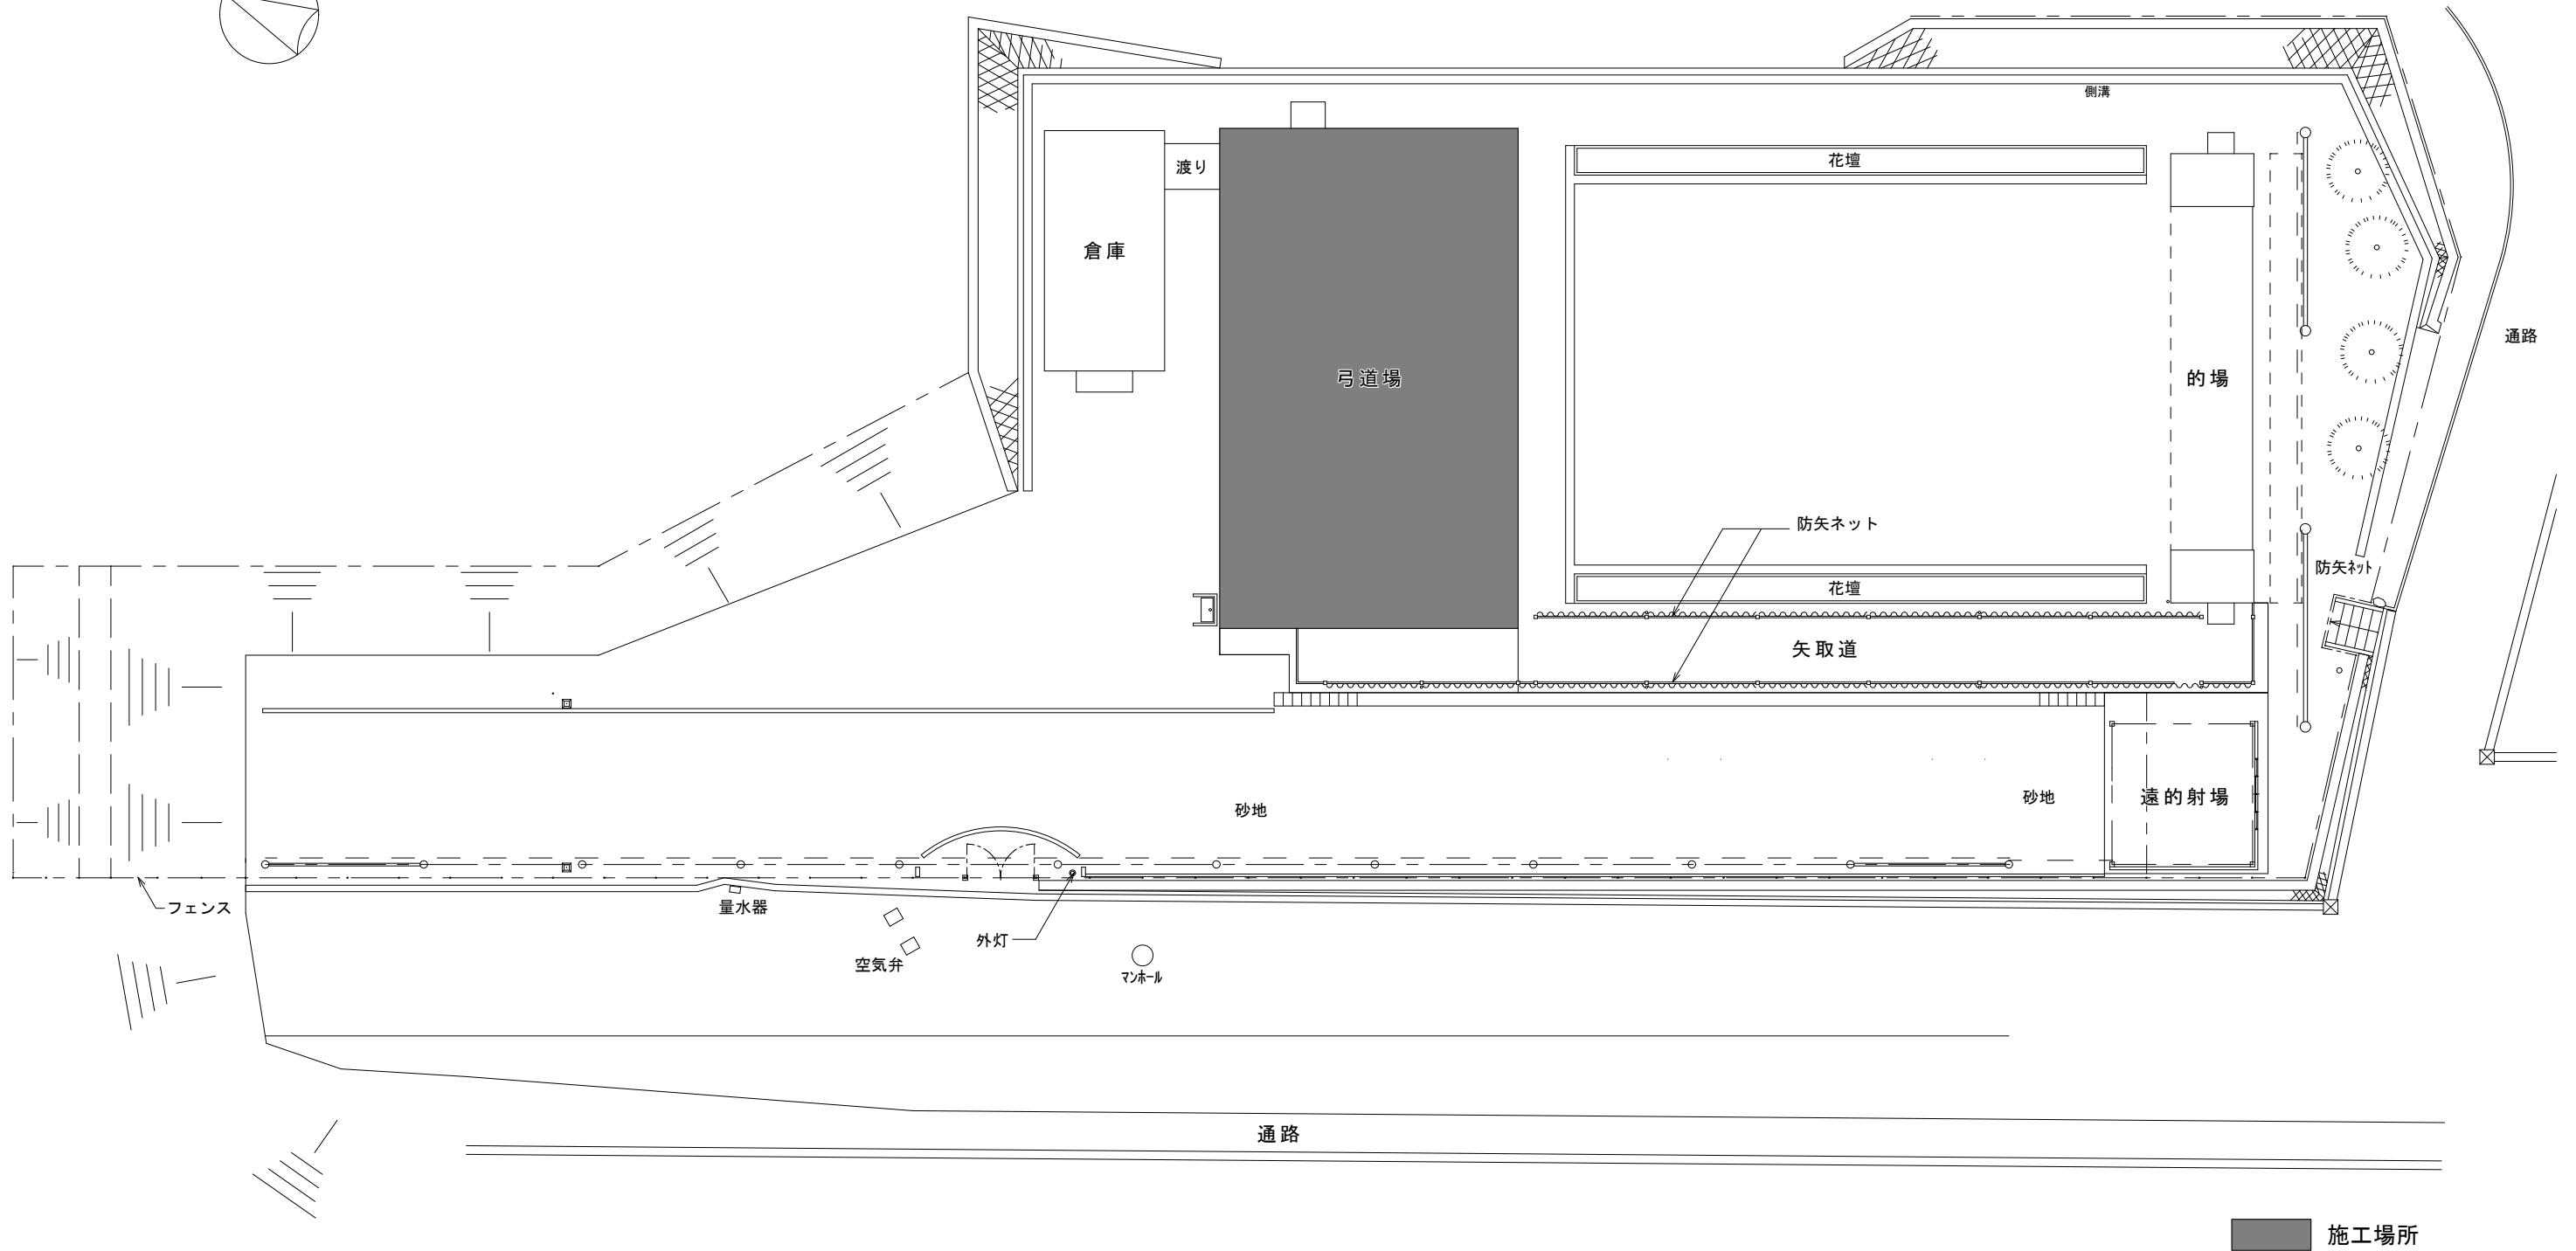 側溝
花壇
渡り
倉庫
通路
弓道場
的場
防矢ネット
防矢ﾈｯﾄ
花壇
矢取道
砂地
遠的射場
砂地
フェンス
量水器
外灯
空気弁
ﾏﾝﾎｰﾙ
通路
施工場所